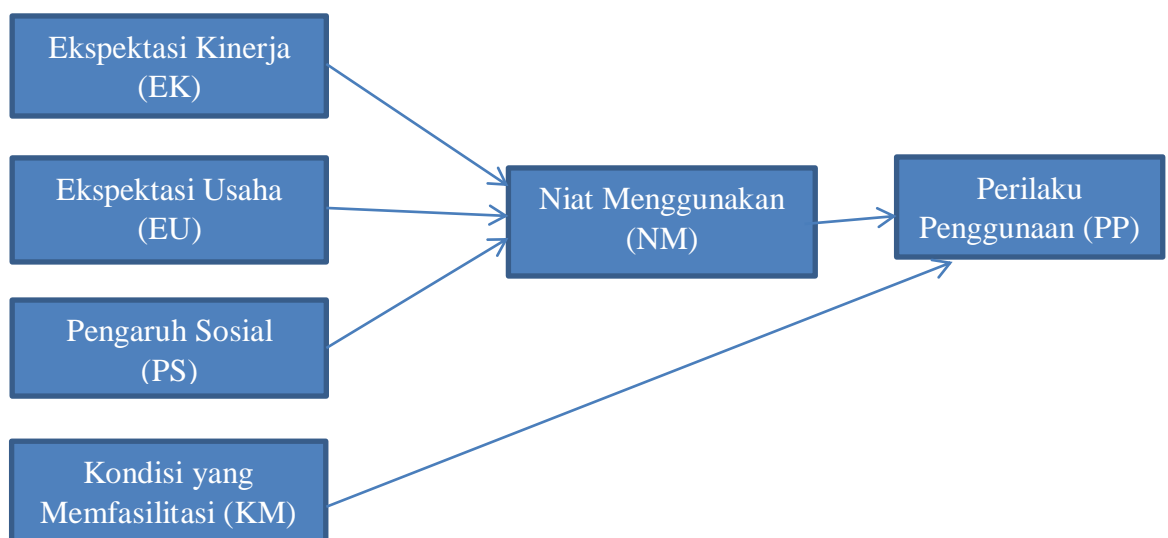 Ekspektasi Kinerja
(EK)
Ekspektasi Usaha
(EU)
Pengaruh Sosial
(PS)
Kondisi yang
Memfasilitasi (KM)
Niat Menggunakan
(NM)
Perilaku
Penggunaan (PP)